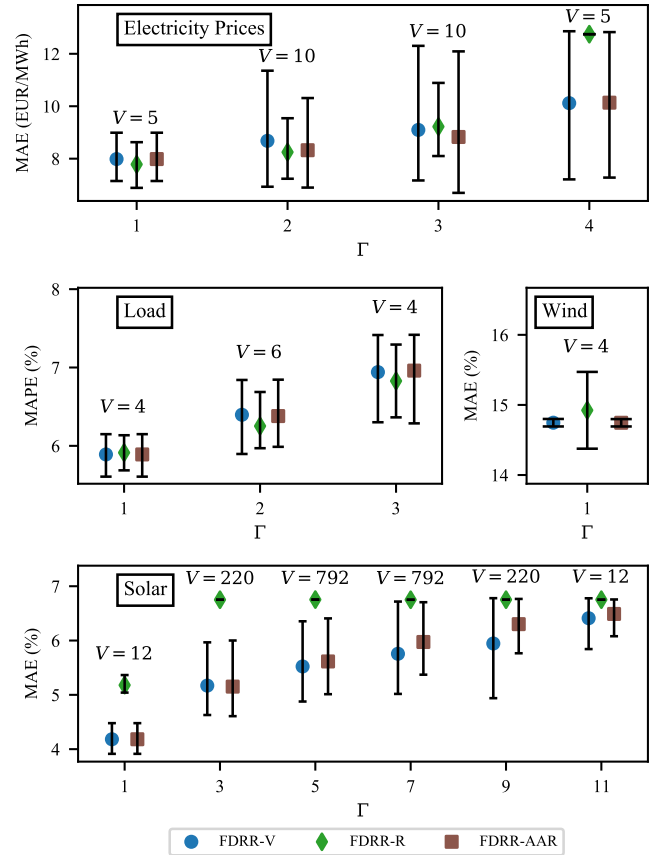 Electricity Prices
MAE (EUR/MWh)
12
10
8
V = 5
V = 10
V = 10
V = 5
1
2
3
4
Γ
Load
MAPE (%)
8
7
6
V = 4
V = 6
V = 4
1
2
3
Γ
Wind
MAE (%)
16
15
14
V = 4
1
Γ
Solar
MAE (%)
7
6
5
4
V = 12
V = 220
V = 792
V = 792
V = 220
V = 12
1
3
5
7
9
11
Γ
FDRR-V
FDRR-R
FDRR-AAR